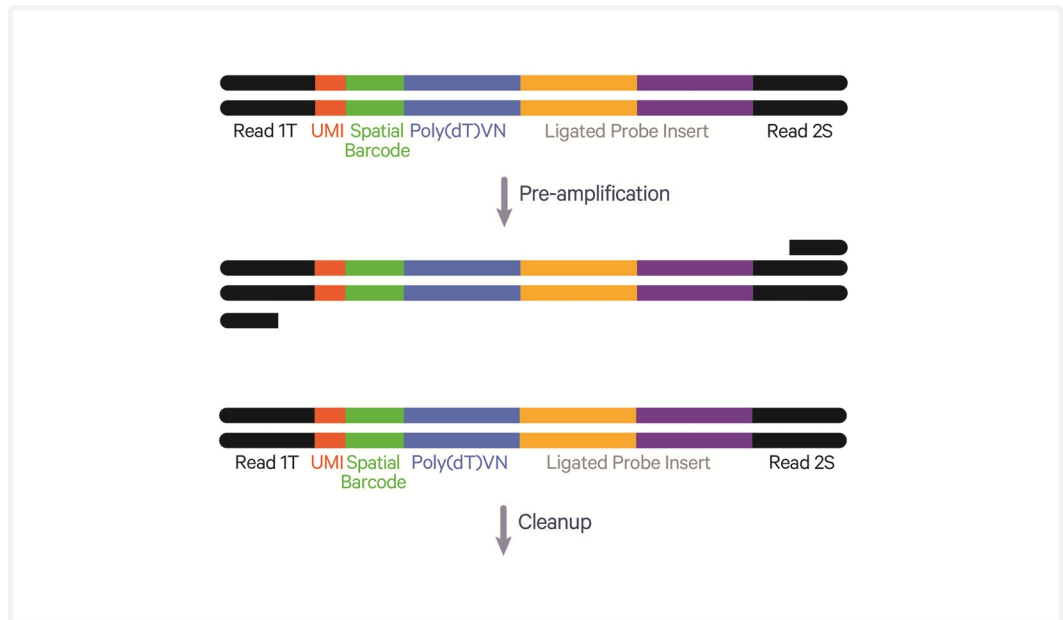 Read 1T UMI Spatial Poly(dT)VN Ligated Probe Insert Read 2S
Barcode
Pre-amplification
Read 1T UMI Spatial Poly(dT)VN Ligated Probe Insert Read 2S
Barcode
Cleanup